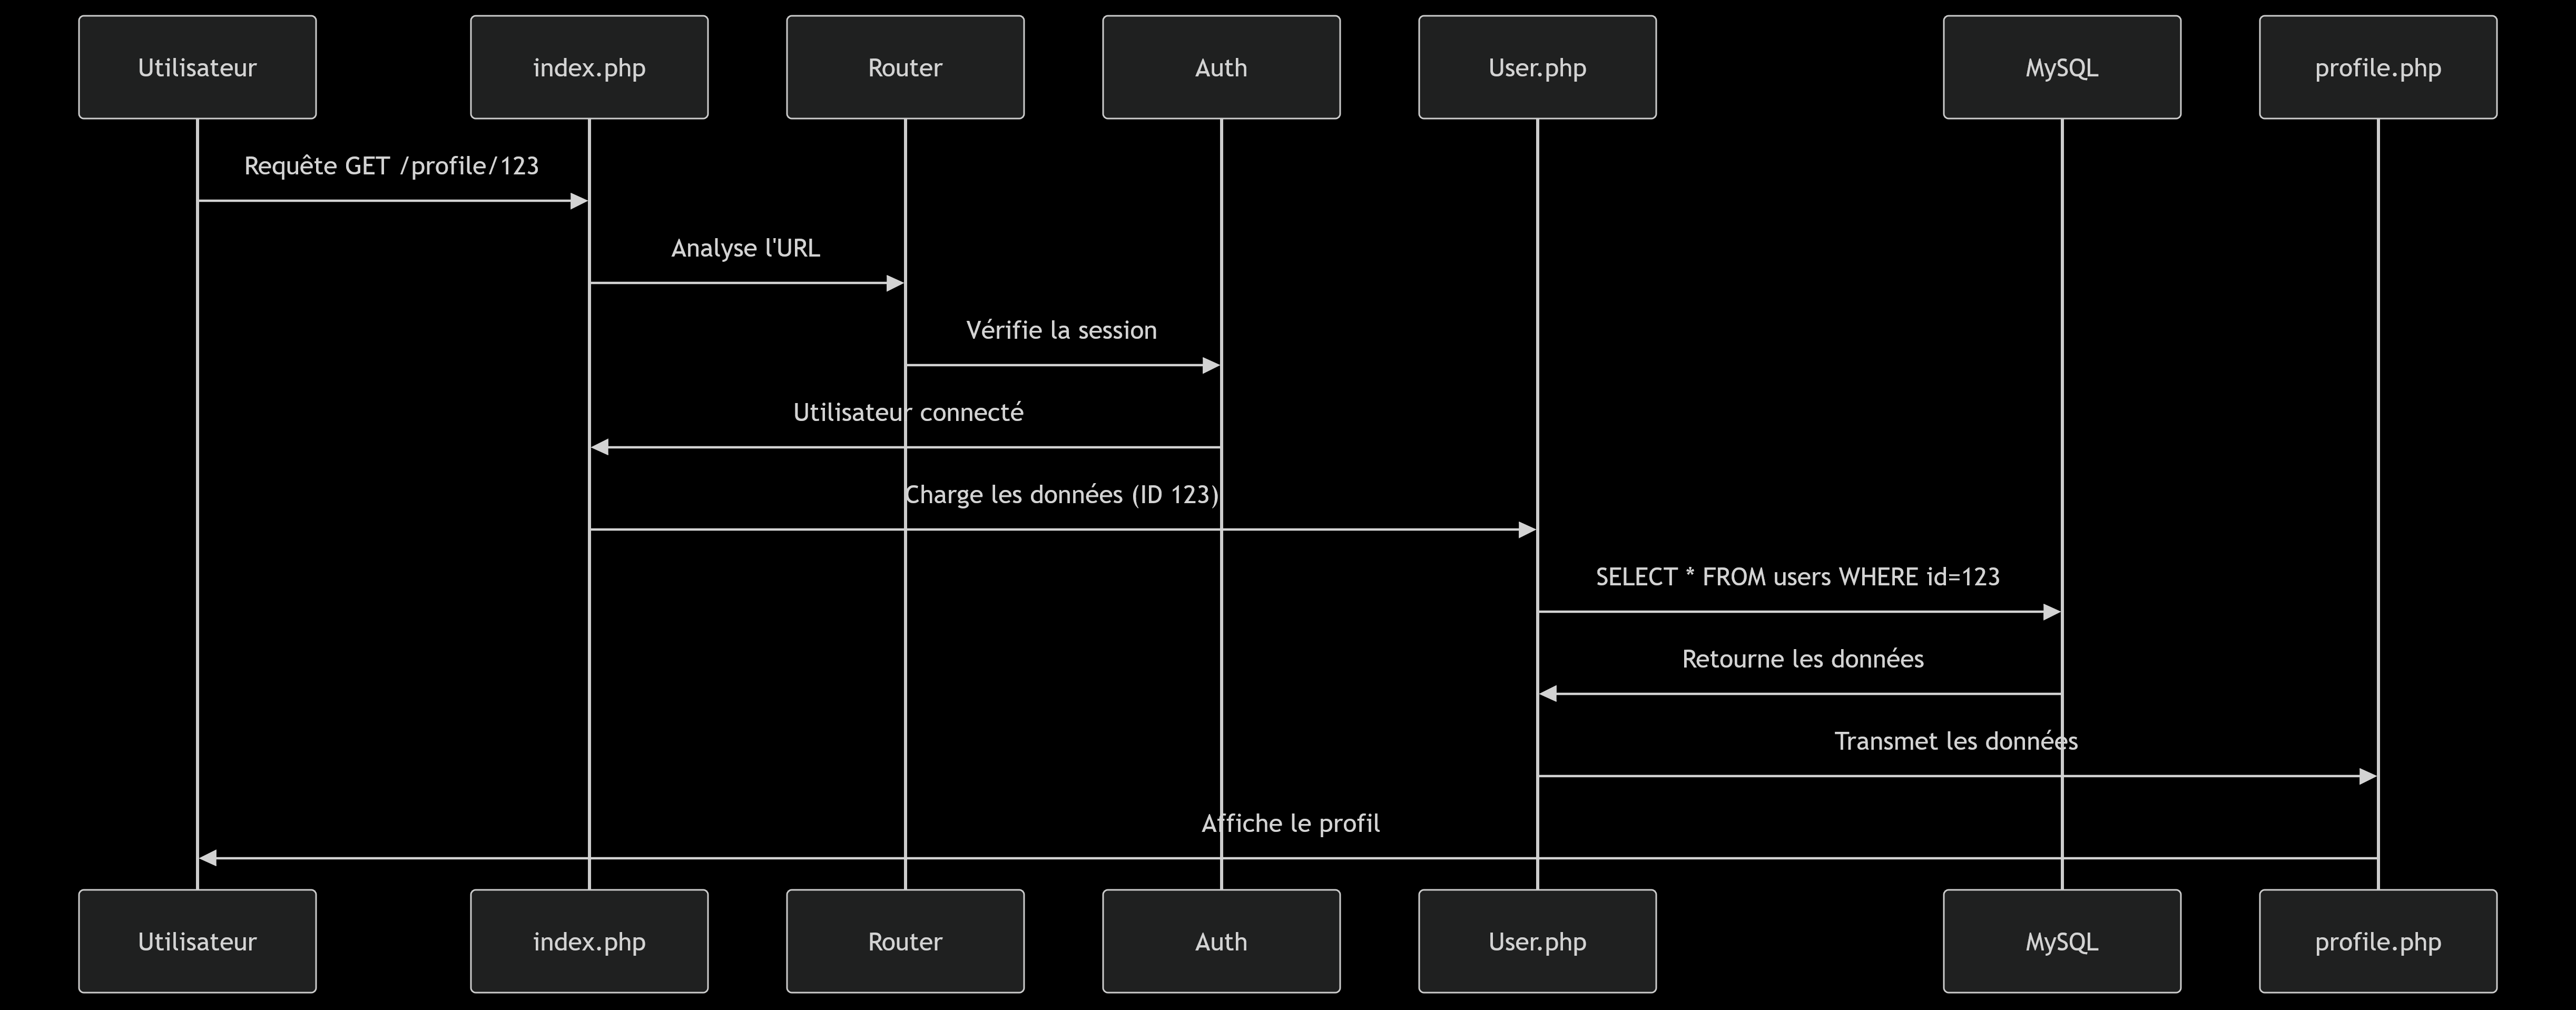 Utilisateur
index.php
Router
Auth
User.php
MySQL
profile.php
Requête GET /profile/123
Analyse l'URL
Vérifie la session
Utilisateur connecté
Charge les données (ID 123)
SELECT * FROM users WHERE id=123
Retourne les données
Transmet les données
Affiche le profil
Utilisateur
index.php
Router
Auth
User.php
MySQL
profile.php